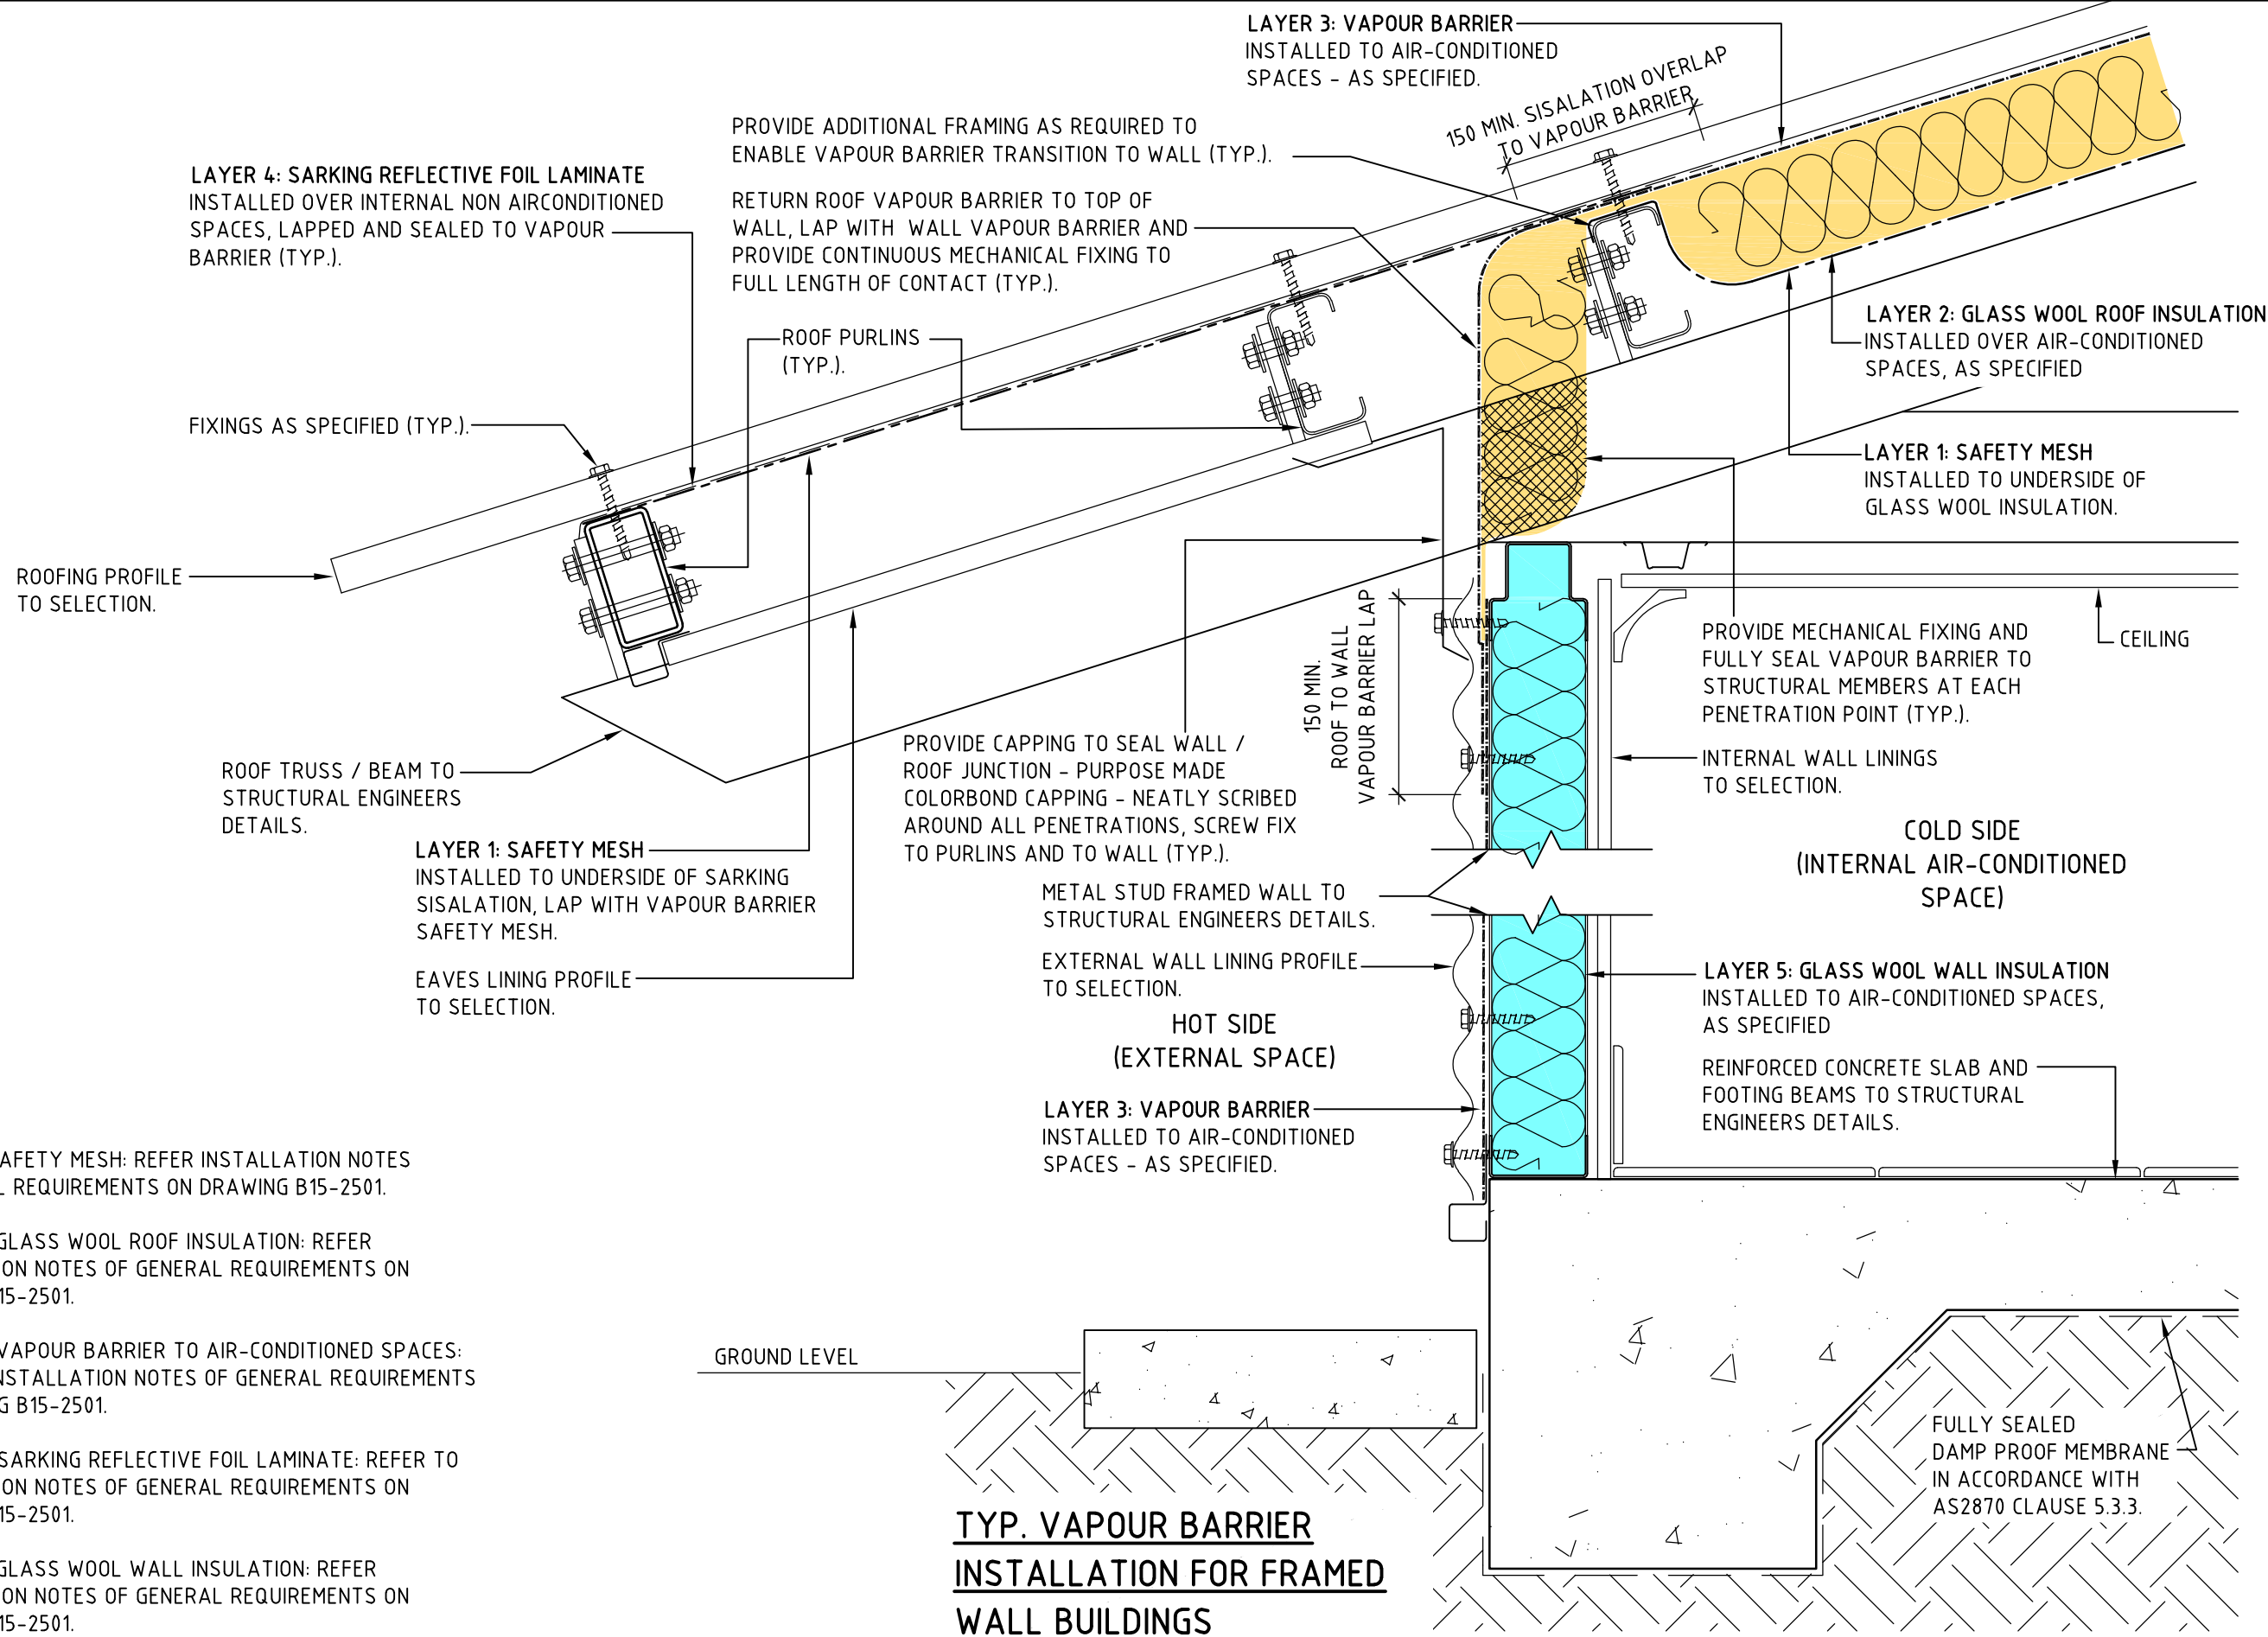 LAYER 3: VAPOUR BARRIER
INSTALLED TO AIR-CONDITIONED
SPACES - AS SPECIFIED.
150 MIN. SISALATION OVERLAP
TO VAPOUR BARRIER
PROVIDE ADDITIONAL FRAMING AS REQUIRED TO
ENABLE VAPOUR BARRIER TRANSITION TO WALL (TYP.).
LAYER 4: SARKING REFLECTIVE FOIL LAMINATE
INSTALLED OVER INTERNAL NON AIRCONDITIONED
SPACES, LAPPED AND SEALED TO VAPOUR
BARRIER (TYP.).
RETURN ROOF VAPOUR BARRIER TO TOP OF
WALL, LAP WITH WALL VAPOUR BARRIER AND
PROVIDE CONTINUOUS MECHANICAL FIXING TO
FULL LENGTH OF CONTACT (TYP.).
ROOF PURLINS
(TYP.).
LAYER 2: GLASS WOOL ROOF INSULATION
INSTALLED OVER AIR-CONDITIONED
SPACES, AS SPECIFIED
FIXINGS AS SPECIFIED (TYP.).
LAYER 1: SAFETY MESH
INSTALLED TO UNDERSIDE OF
GLASS WOOL INSULATION.
ROOFING PROFILE
TO SELECTION.
150 MIN.
ROOF TO WALL
VAPOUR BARRIER LAP
PROVIDE MECHANICAL FIXING AND
FULLY SEAL VAPOUR BARRIER TO
STRUCTURAL MEMBERS AT EACH
PENETRATION POINT (TYP.).
CEILING
ROOF TRUSS / BEAM TO
STRUCTURAL ENGINEERS
DETAILS.
PROVIDE CAPPING TO SEAL WALL /
ROOF JUNCTION - PURPOSE MADE
COLORBOND CAPPING - NEATLY SCRIBED
AROUND ALL PENETRATIONS, SCREW FIX
TO PURLINS AND TO WALL (TYP.).
INTERNAL WALL LININGS
TO SELECTION.
LAYER 1: SAFETY MESH
INSTALLED TO UNDERSIDE OF SARKING
SISALATION, LAP WITH VAPOUR BARRIER
SAFETY MESH.
COLD SIDE
(INTERNAL AIR-CONDITIONED
SPACE)
METAL STUD FRAMED WALL TO
STRUCTURAL ENGINEERS DETAILS.
EAVES LINING PROFILE
TO SELECTION.
EXTERNAL WALL LINING PROFILE
TO SELECTION.
LAYER 5: GLASS WOOL WALL INSULATION
INSTALLED TO AIR-CONDITIONED SPACES,
AS SPECIFIED
HOT SIDE
(EXTERNAL SPACE)
REINFORCED CONCRETE SLAB AND
FOOTING BEAMS TO STRUCTURAL
ENGINEERS DETAILS.
LAYER 3: VAPOUR BARRIER
INSTALLED TO AIR-CONDITIONED
SPACES - AS SPECIFIED.
AFETY MESH: REFER INSTALLATION NOTES
L REQUIREMENTS ON DRAWING B15-2501.
GLASS WOOL ROOF INSULATION: REFER
ON NOTES OF GENERAL REQUIREMENTS ON
15-2501.
VAPOUR BARRIER TO AIR-CONDITIONED SPACES:
NSTALLATION NOTES OF GENERAL REQUIREMENTS
G B15-2501.
SARKING REFLECTIVE FOIL LAMINATE: REFER TO
ON NOTES OF GENERAL REQUIREMENTS ON
15-2501.
GLASS WOOL WALL INSULATION: REFER
ON NOTES OF GENERAL REQUIREMENTS ON
15-2501.
GROUND LEVEL
FULLY SEALED
DAMP PROOF MEMBRANE
IN ACCORDANCE WITH
AS2870 CLAUSE 5.3.3.
TYP. VAPOUR BARRIER
INSTALLATION FOR FRAMED
WALL BUILDINGS